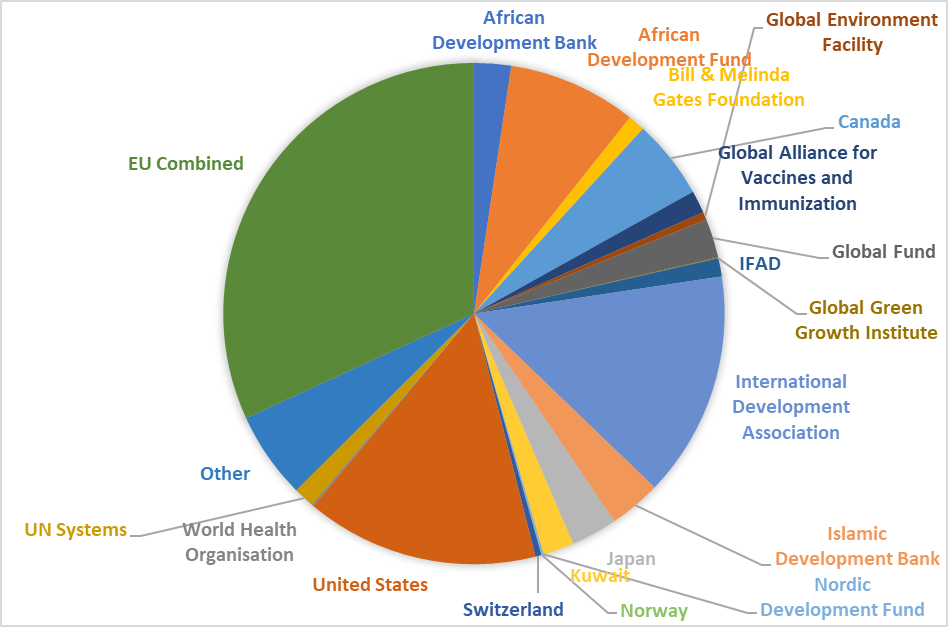 African
Development Bank
African
Development Fund
Bill & Melinda
Gates Foundation
Global Environment
Facility
Canada
Global Alliance for
Vaccines and
Immunization
EU Combined
Global Fund
IFAD
Global Green
Growth Institute
International
Development
Association
Other
UN Systems
World Health
Organisation
United States
Switzerland
Norway
Kuwait
Japan
Islamic
Development Bank
Nordic
Development Fund